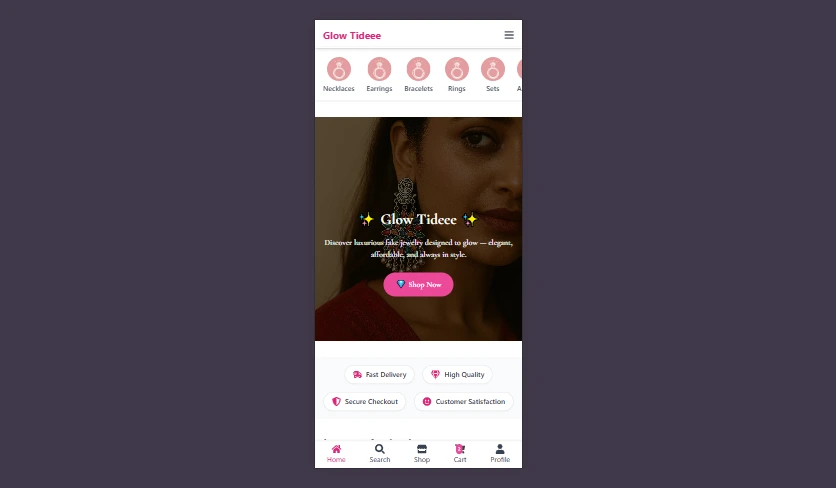 Glow Tideee
Necklaces Earrings Bracelets Rings Sets A
✨ Glow Tideee ✨
Discover luxurious fake jewelry designed to glow — elegant,
affordable, and always in style.
💎 Shop Now
Fast Delivery High Quality
Secure Checkout Customer Satisfaction
Home Search Shop Cart Profile